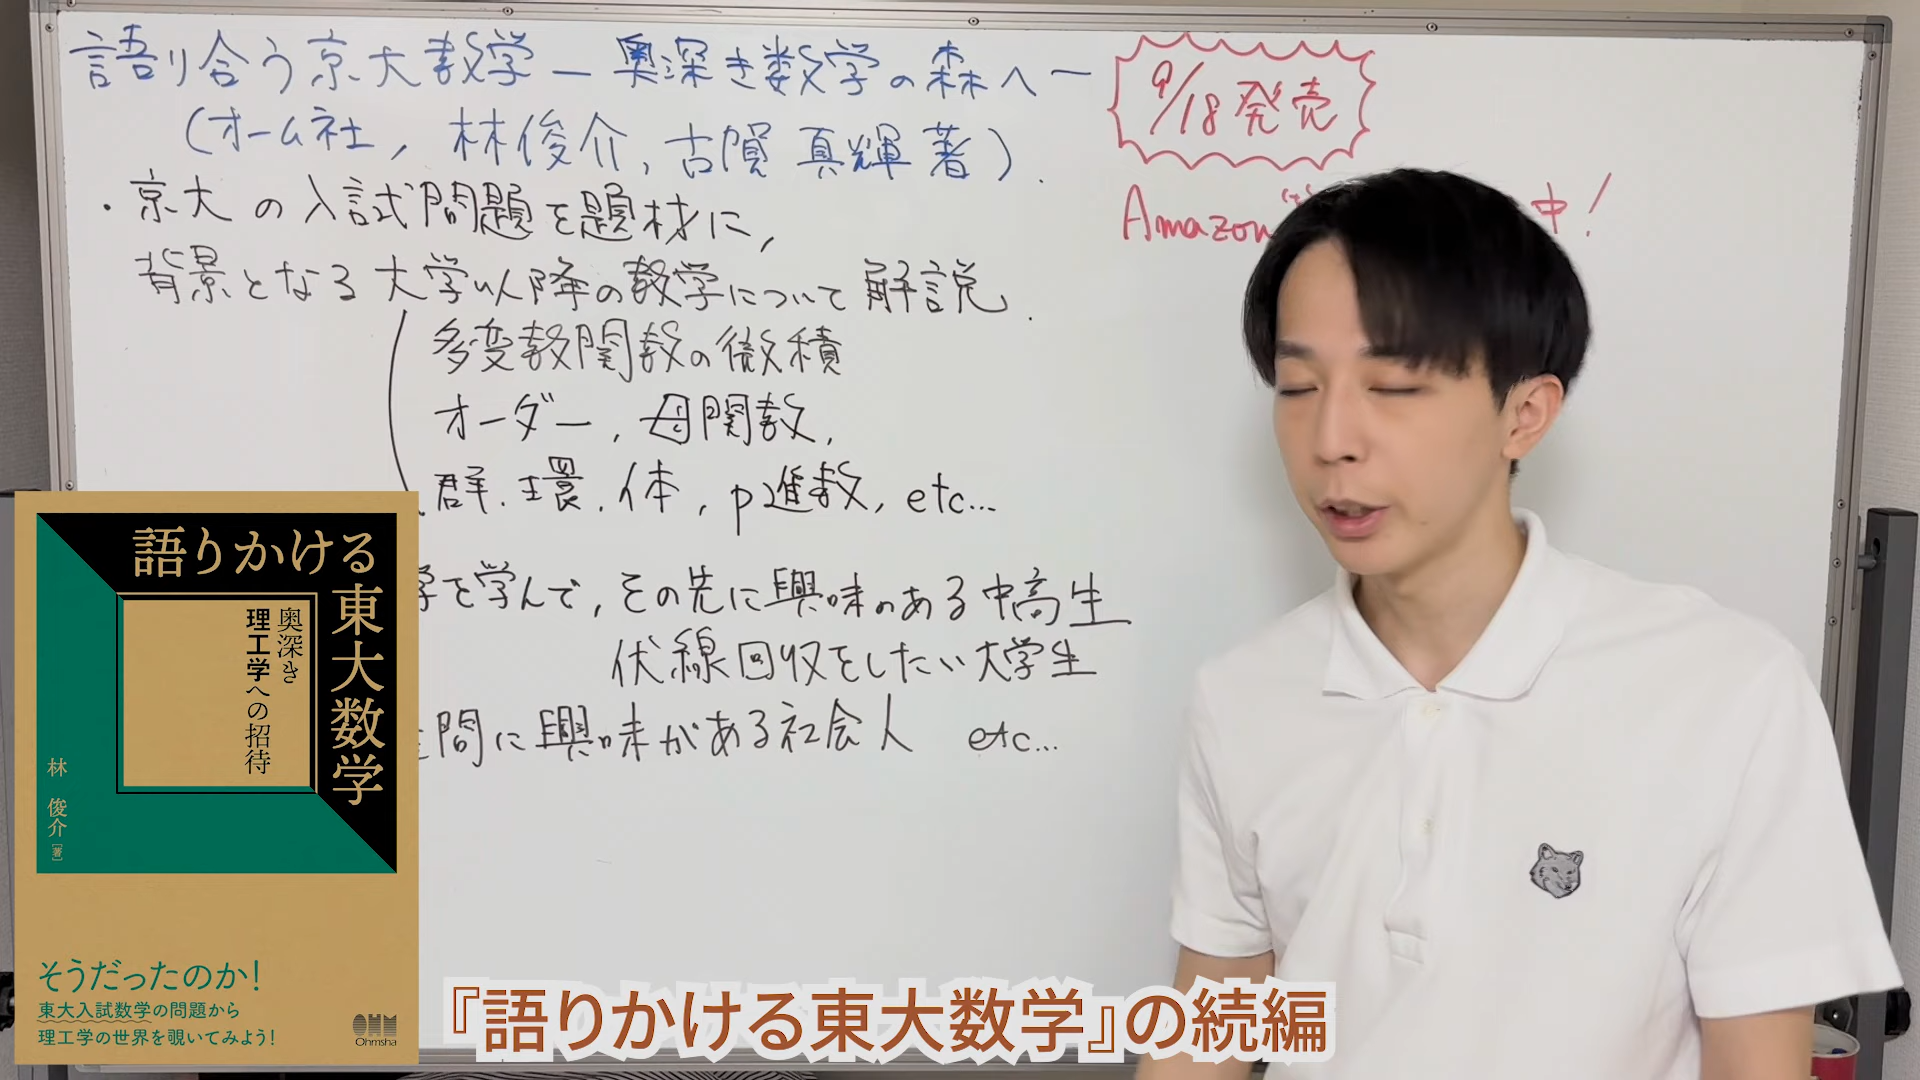 語り合う京大数学 ― 奥深き数学の森へ ―
(オーム社, 林俊介, 古賀真輝 著).
9/18 発売
Amazon 中!
・京大の入試問題を題材に,
背景となる大学以降の数学について解説.
多変数関数の微積
オーダー, 母関数,
群. 環. 体, p進数, etc...
学を学んで, その先に興味のある中高生
伏線回収をしたい大学生
問に興味がある社会人 etc...
語りかける東大数学
奥深き
理工学への招待
林 俊介 [著]
そうだったのか!
東大入試数学の問題から
理工学の世界を覗いてみよう!
OHM
Ohmsha
『語りかける東大数学』の続編